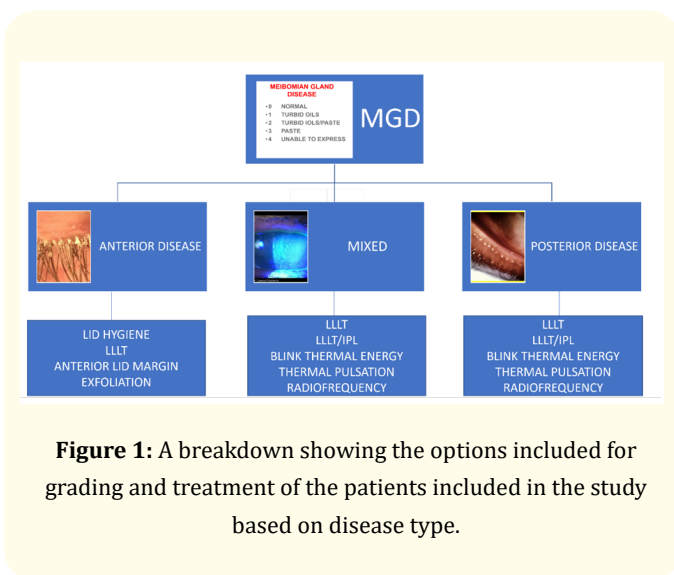 MEIBOMIAN GLAND
DISEASE
•0 NORMAL
•1 TURBID OILS
•2 TURBID IOLS/PASTE
•3 PASTE
•4 UNABLE TO EXPRESS
MGD
ANTERIOR DISEASE
MIXED
POSTERIOR DISEASE
LID HYGIENE
LLLT
ANTERIOR LID MARGIN
EXFOLIATION
LLLT
LLLT/IPL
BLINK THERMAL ENERGY
THERMAL PULSATION
RADIOFREQUENCY
LLLT
LLLT/IPL
BLINK THERMAL ENERGY
THERMAL PULSATION
RADIOFREQUENCY
Figure 1: A breakdown showing the options included for
grading and treatment of the patients included in the study
based on disease type.